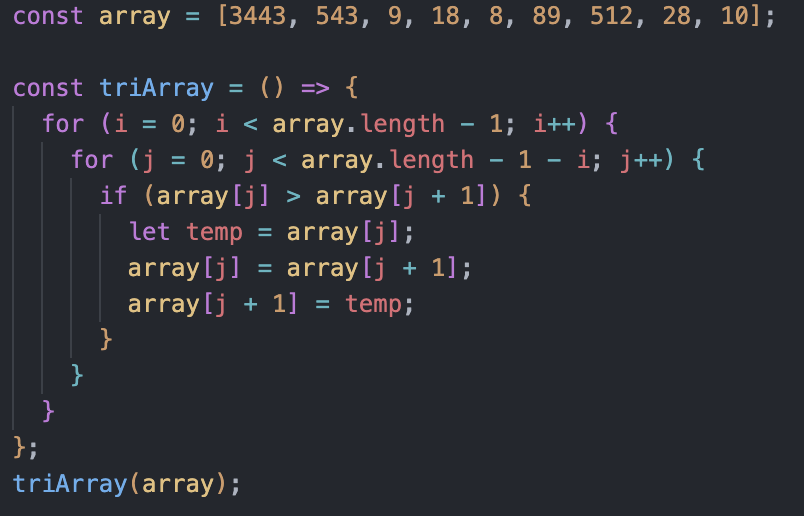 const array = [3443, 543, 9, 18, 8, 89, 512, 28, 10];

const triArray = () => {
  for (i = 0; i < array.length - 1; i++) {
    for (j = 0; j < array.length - 1 - i; j++) {
      if (array[j] > array[j + 1]) {
        let temp = array[j];
        array[j] = array[j + 1];
        array[j + 1] = temp;
      }
    }
  }
};
triArray(array);